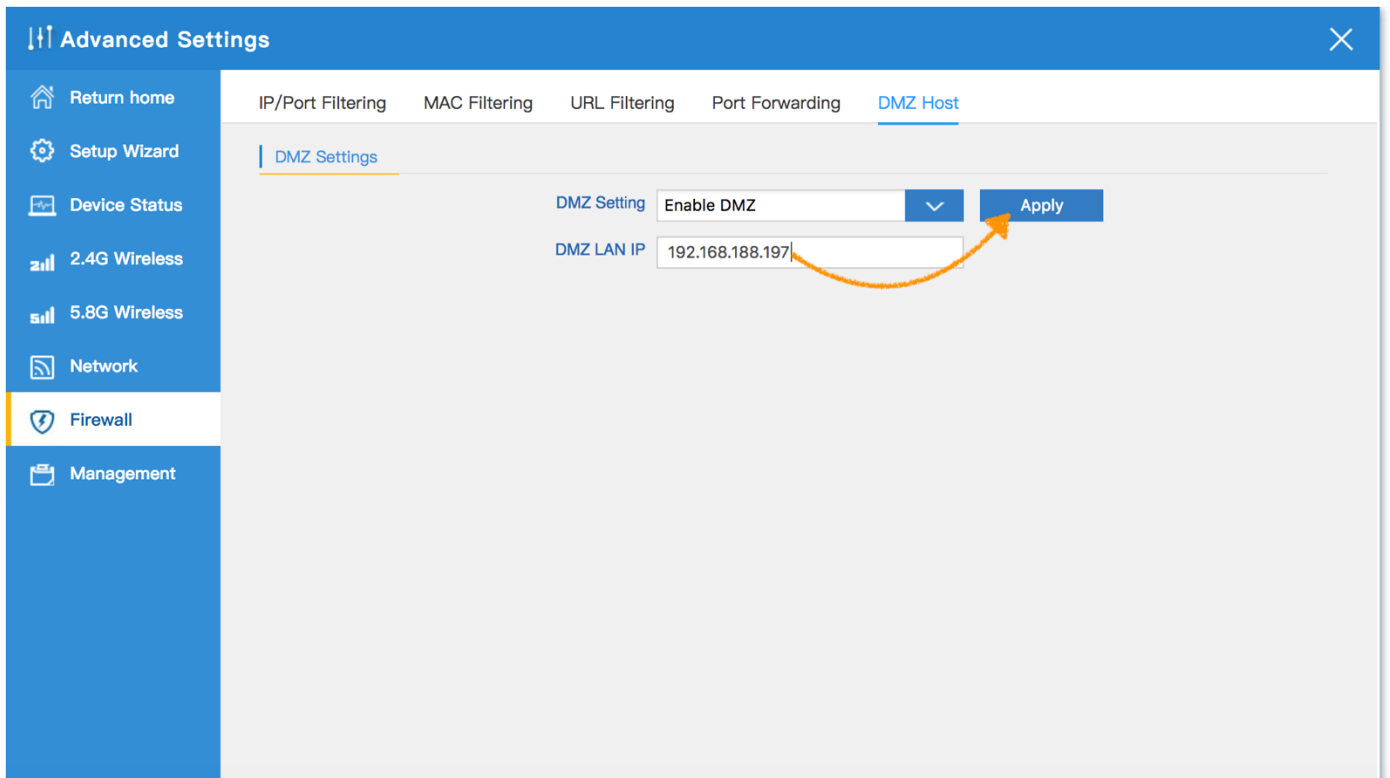 Advanced Settings
Return home
Setup Wizard
Device Status
2.4G Wireless
5.8G Wireless
Network
Firewall
Management
IP/Port Filtering MAC Filtering URL Filtering Port Forwarding DMZ Host
DMZ Settings
DMZ Setting Enable DMZ Apply
DMZ LAN IP 192.168.188.197